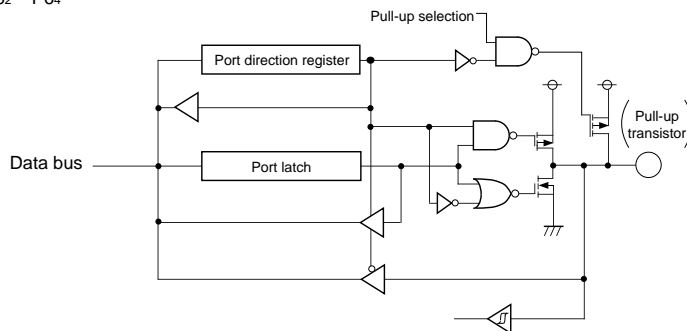 Pull-up selection
Port direction register
( Pull-up
transistor )
Data bus
Port latch